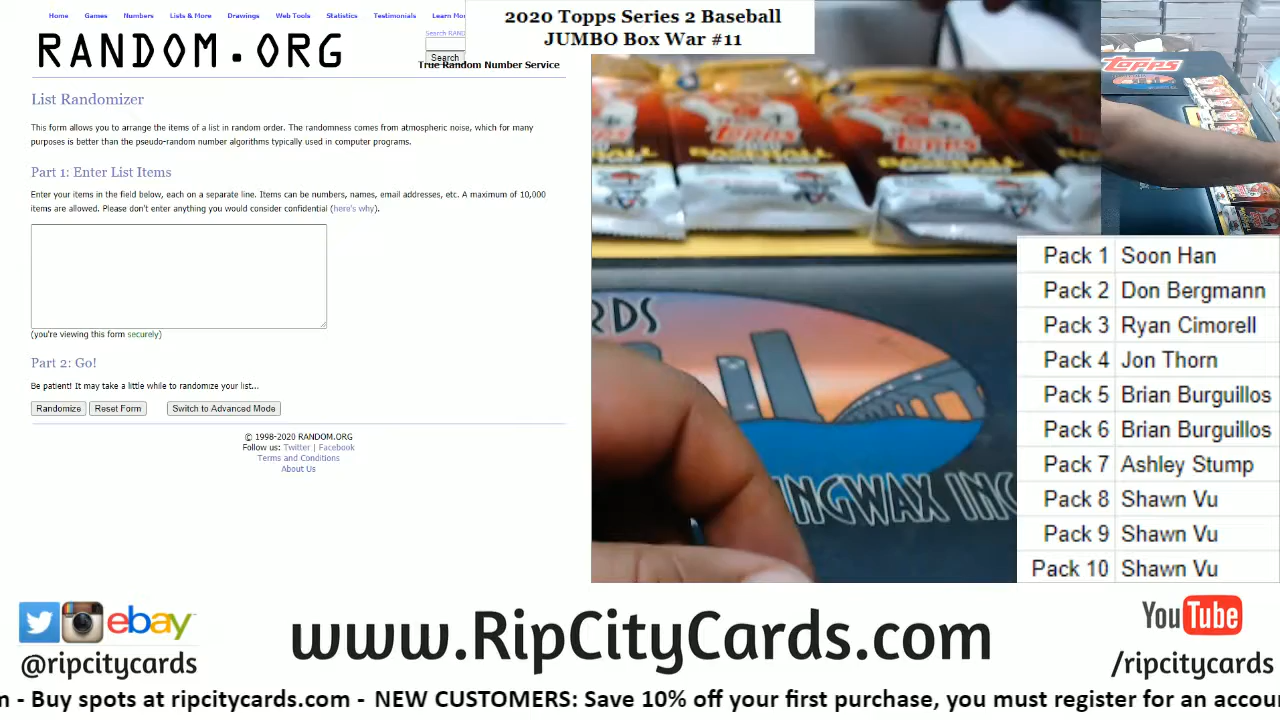 Home Games Numbers Lists & More Drawings Web Tools Statistics Testimonials Learn Mo
Search RAND
RANDOM.ORG
Search
True Random Number Service
List Randomizer
This form allows you to arrange the items of a list in random order. The randomness comes from atmospheric noise, which for many
purposes is better than the pseudo-random number algorithms typically used in computer programs.
Part 1: Enter List Items
Enter your items in the field below, each on a separate line. Items can be numbers, names, email addresses, etc. A maximum of 10,000
items are allowed. Please don't enter anything you would consider confidential (here's why).
(you're viewing this form securely)
Part 2: Go!
Be patient! It may take a little while to randomize your list...
Randomize Reset Form Switch to Advanced Mode
© 1998-2020 RANDOM.ORG
Follow us: Twitter | Facebook
Terms and Conditions
About Us
2020 Topps Series 2 Baseball
JUMBO Box War #11
Topps
Topps
BASEBALL
BASEBALL
RDS
INGWAX INC
Topps
Pack 1 Soon Han
Pack 2 Don Bergmann
Pack 3 Ryan Cimorell
Pack 4 Jon Thorn
Pack 5 Brian Burguillos
Pack 6 Brian Burguillos
Pack 7 Ashley Stump
Pack 8 Shawn Vu
Pack 9 Shawn Vu
Pack 10 Shawn Vu
ebay
@ripcitycards
www.RipCityCards.com
YouTube
/ripcitycards
m - Buy spots at ripcitycards.com - NEW CUSTOMERS: Save 10% off your first purchase, you must register for an accou